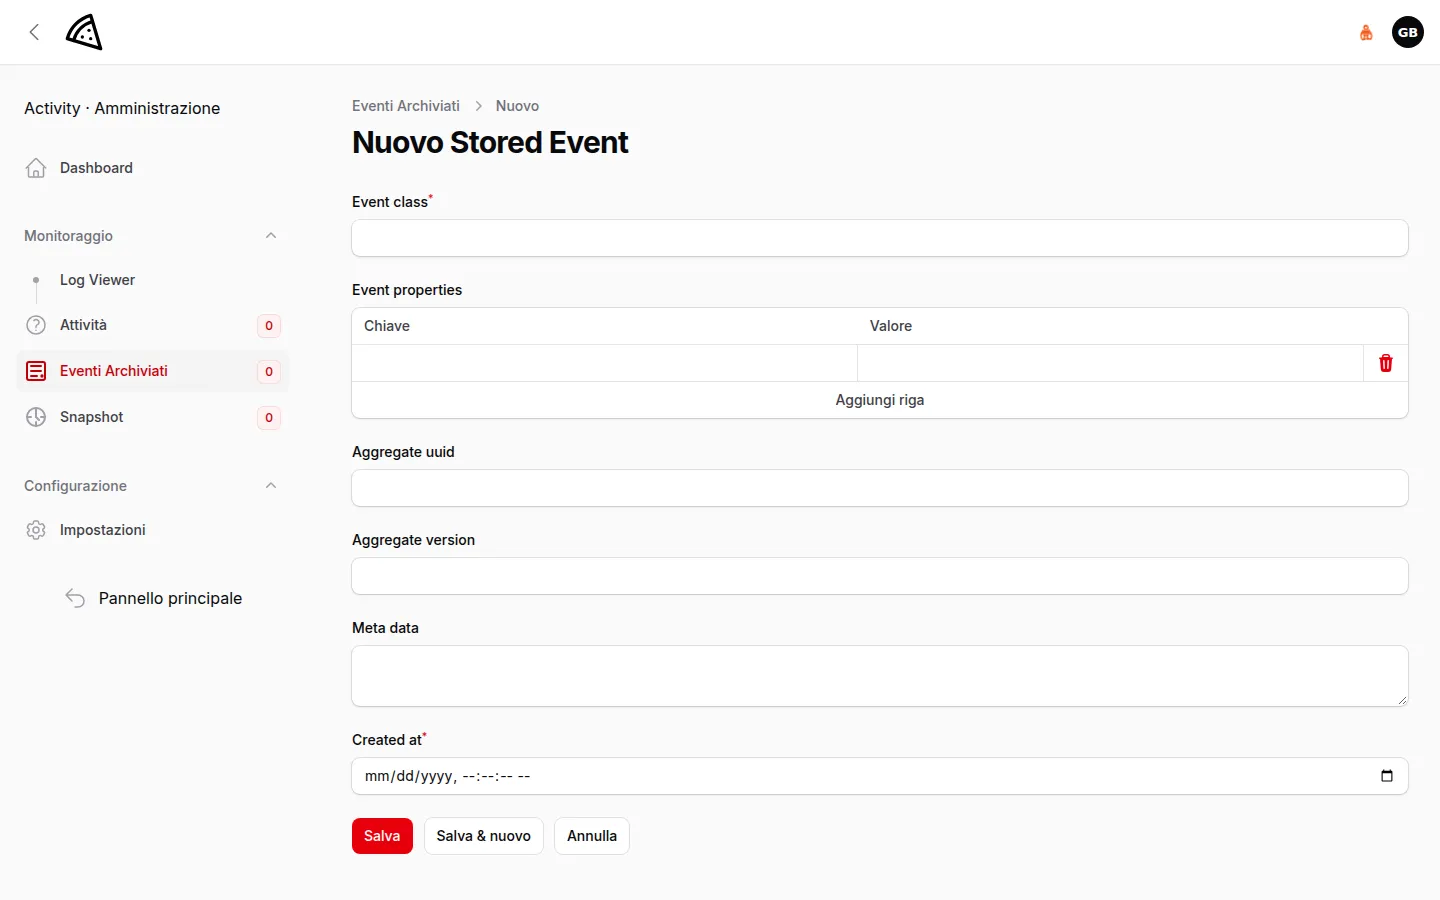 GB
Activity · Amministrazione
Dashboard
Monitoraggio
Log Viewer
Attività 0
Eventi Archiviati 0
Snapshot 0
Configurazione
Impostazioni
Pannello principale
Eventi Archiviati > Nuovo
Nuovo Stored Event
Event class*
Event properties
Chiave Valore
Aggiungi riga
Aggregate uuid
Aggregate version
Meta data
Created at*
mm/dd/yyyy, --:--:-- --
Salva Salva & nuovo Annulla